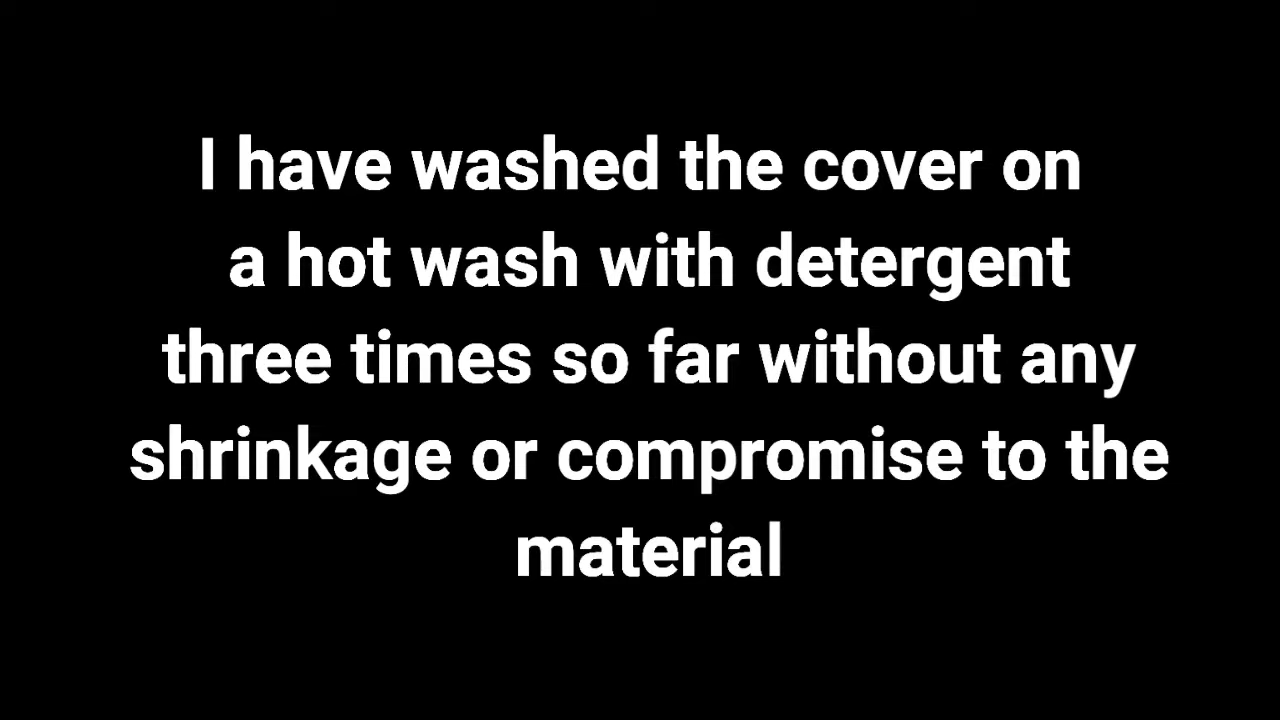 I have washed the cover on
a hot wash with detergent
three times so far without any
shrinkage or compromise to the
material